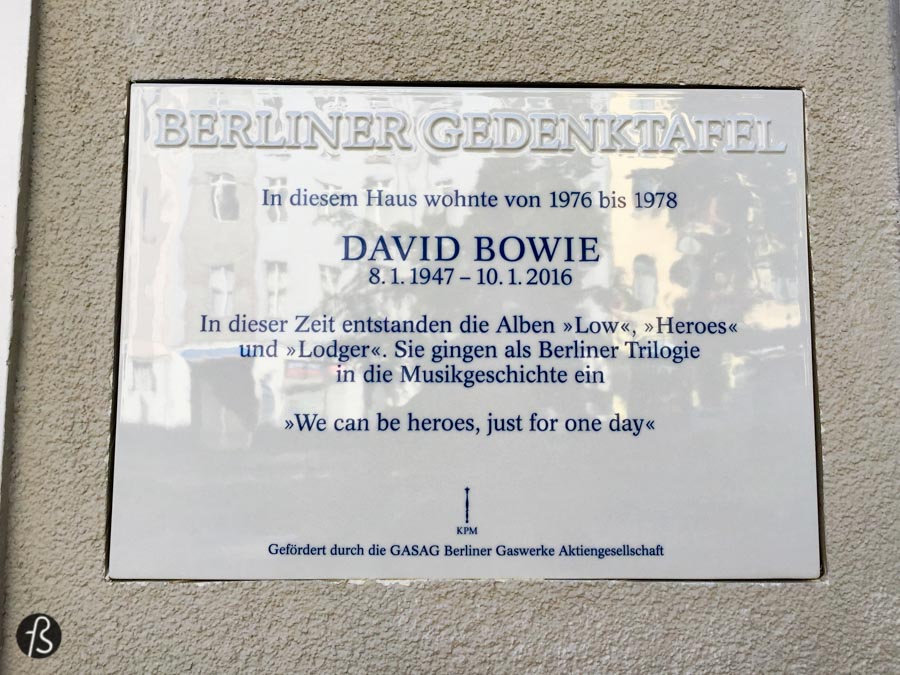 BERLINER GEDENKTAFEL
In diesem Haus wohnte von 1976 bis 1978
DAVID BOWIE
8. 1. 1947 – 10. 1. 2016
In dieser Zeit entstanden die Alben »Low«, »Heroes«
und »Lodger«. Sie gingen als Berliner Trilogie
in die Musikgeschichte ein
»We can be heroes, just for one day«
KPM
Gefördert durch die GASAG Berliner Gaswerke Aktiengesellschaft
fß